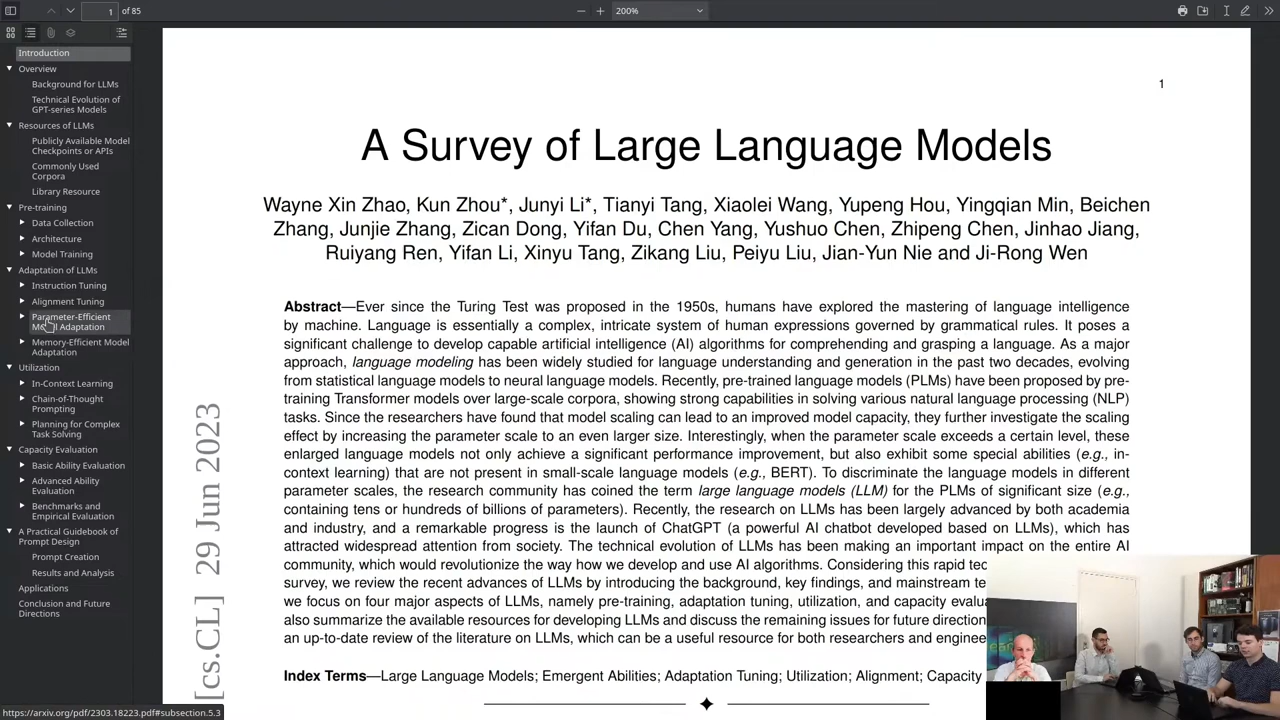 1
of 85
200%
Introduction
Overview
Background for LLMs
Technical Evolution of
GPT-series Models
Resources of LLMs
Publicly Available Model
Checkpoints or APIs
Commonly Used
Corpora
Library Resource
Pre-training
Data Collection
Architecture
Model Training
Adaptation of LLMs
Instruction Tuning
Alignment Tuning
Parameter-Efficient
Model Adaptation
Memory-Efficient Model
Adaptation
Utilization
In-Context Learning
Chain-of-Thought
Prompting
Planning for Complex
Task Solving
Capacity Evaluation
Basic Ability Evaluation
Advanced Ability
Evaluation
Benchmarks and
Empirical Evaluation
A Practical Guidebook of
Prompt Design
Prompt Creation
Results and Analysis
Applications
Conclusion and Future
Directions
https://arxiv.org/pdf/2303.18223.pdf#subsection.5.3
[cs.CL] 29 Jun 2023
1
A Survey of Large Language Models
Wayne Xin Zhao, Kun Zhou*, Junyi Li*, Tianyi Tang, Xiaolei Wang, Yupeng Hou, Yingqian Min, Beichen
Zhang, Junjie Zhang, Zican Dong, Yifan Du, Chen Yang, Yushuo Chen, Zhipeng Chen, Jinhao Jiang,
Ruiyang Ren, Yifan Li, Xinyu Tang, Zikang Liu, Peiyu Liu, Jian-Yun Nie and Ji-Rong Wen
Abstract—Ever since the Turing Test was proposed in the 1950s, humans have explored the mastering of language intelligence
by machine. Language is essentially a complex, intricate system of human expressions governed by grammatical rules. It poses a
significant challenge to develop capable artificial intelligence (AI) algorithms for comprehending and grasping a language. As a major
approach, language modeling has been widely studied for language understanding and generation in the past two decades, evolving
from statistical language models to neural language models. Recently, pre-trained language models (PLMs) have been proposed by pre-
training Transformer models over large-scale corpora, showing strong capabilities in solving various natural language processing (NLP)
tasks. Since the researchers have found that model scaling can lead to an improved model capacity, they further investigate the scaling
effect by increasing the parameter scale to an even larger size. Interestingly, when the parameter scale exceeds a certain level, these
enlarged language models not only achieve a significant performance improvement, but also exhibit some special abilities (e.g., in-
context learning) that are not present in small-scale language models (e.g., BERT). To discriminate the language models in different
parameter scales, the research community has coined the term large language models (LLM) for the PLMs of significant size (e.g.,
containing tens or hundreds of billions of parameters). Recently, the research on LLMs has been largely advanced by both academia
and industry, and a remarkable progress is the launch of ChatGPT (a powerful AI chatbot developed based on LLMs), which has
attracted widespread attention from society. The technical evolution of LLMs has been making an important impact on the entire AI
community, which would revolutionize the way how we develop and use AI algorithms. Considering this rapid tec
survey, we review the recent advances of LLMs by introducing the background, key findings, and mainstream te
we focus on four major aspects of LLMs, namely pre-training, adaptation tuning, utilization, and capacity evalua
also summarize the available resources for developing LLMs and discuss the remaining issues for future direction
an up-to-date review of the literature on LLMs, which can be a useful resource for both researchers and enginee
Index Terms—Large Language Models; Emergent Abilities; Adaptation Tuning; Utilization; Alignment; Capacity